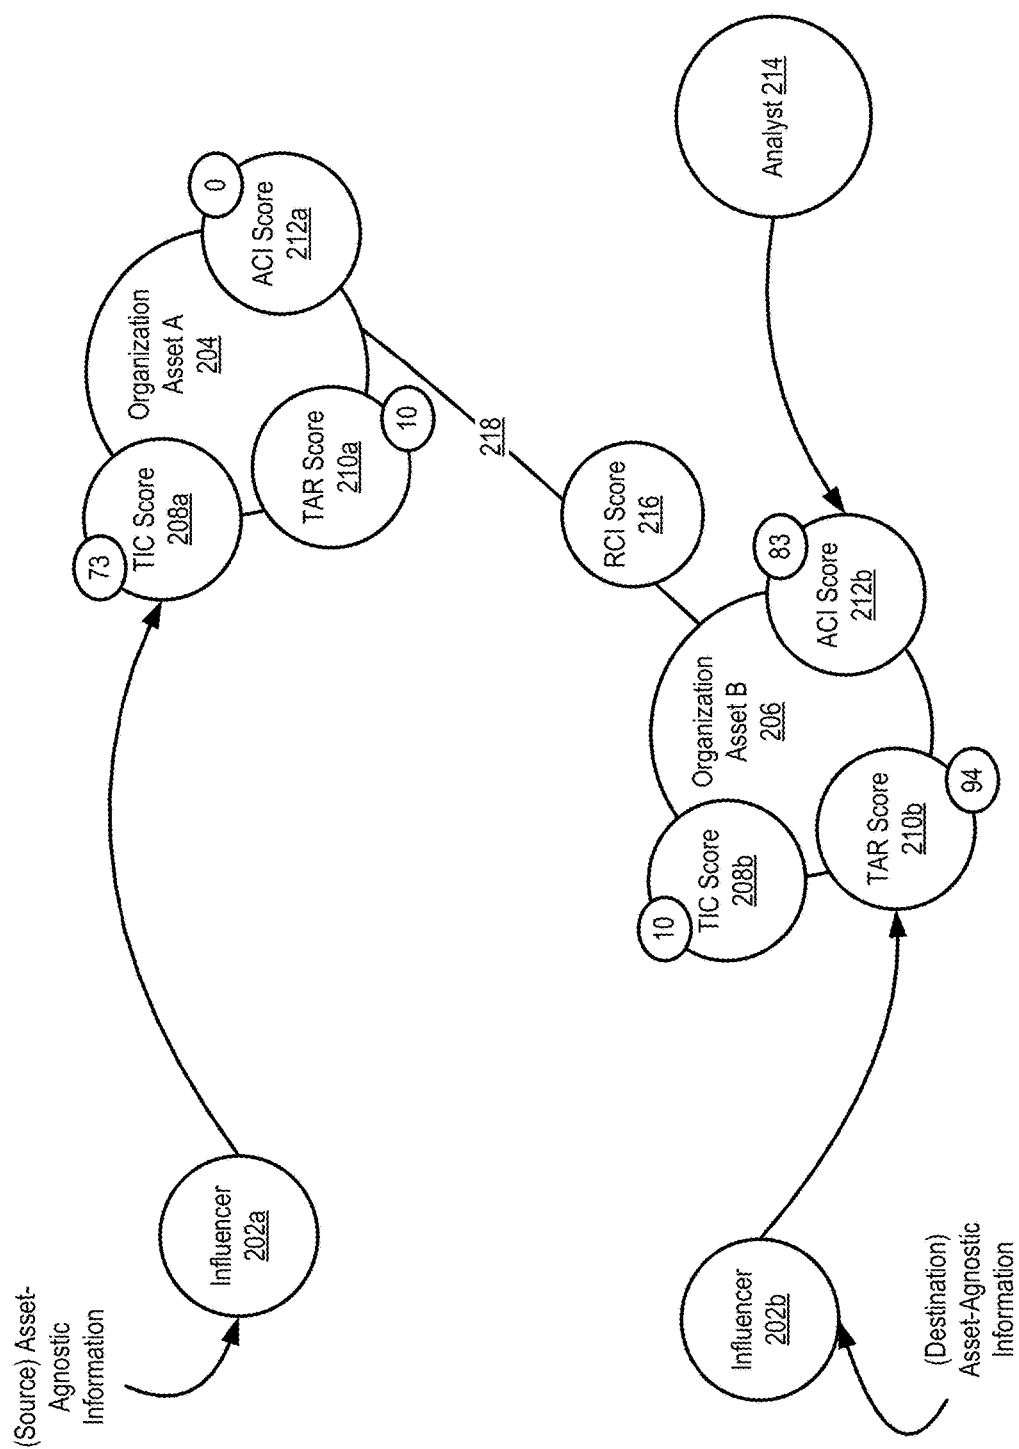 (Source) Asset-
Agnostic
Information
Influencer
202a
73
TIC Score
208a
Organization
Asset A
204
0
ACI Score
212a
TAR Score
210a
10
218
RCI Score
216
Analyst 214
(Destination)
Asset-Agnostic
Information
Influencer
202b
10
TIC Score
208b
Organization
Asset B
206
83
ACI Score
212b
TAR Score
210b
94